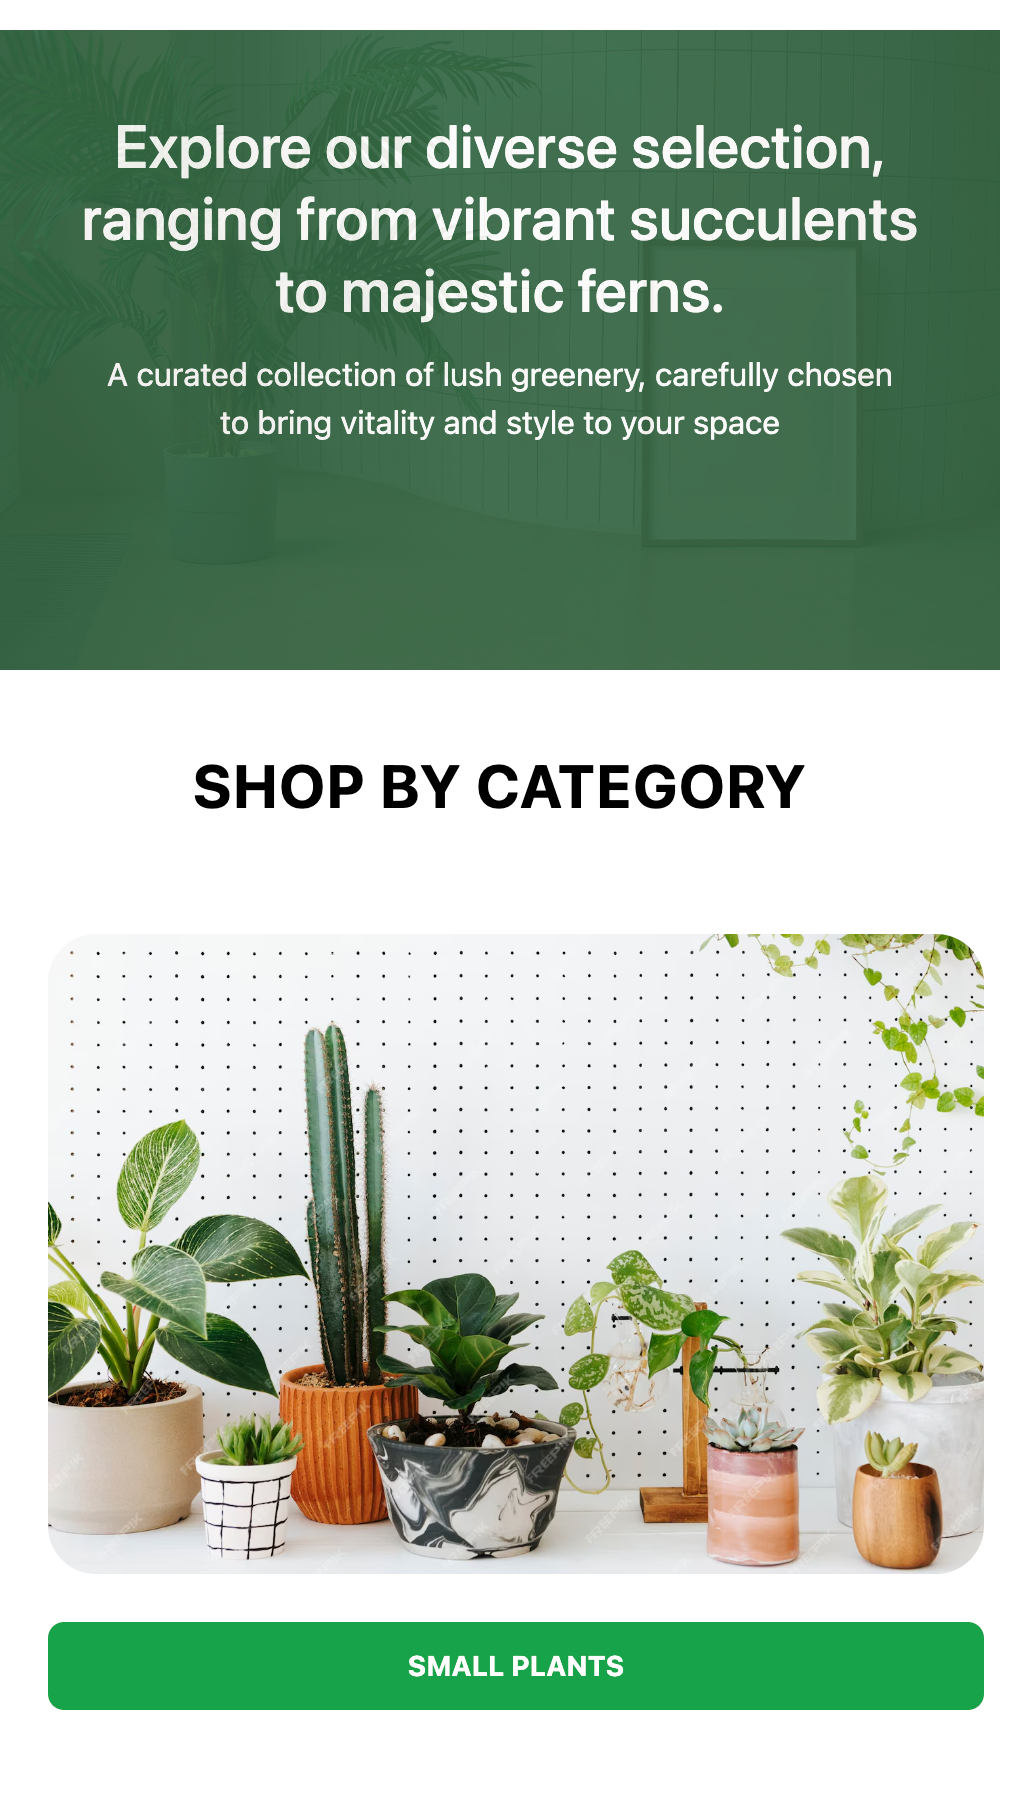 Explore our diverse selection,
ranging from vibrant succulents
to majestic ferns.
A curated collection of lush greenery, carefully chosen
to bring vitality and style to your space
SHOP BY CATEGORY
SMALL PLANTS